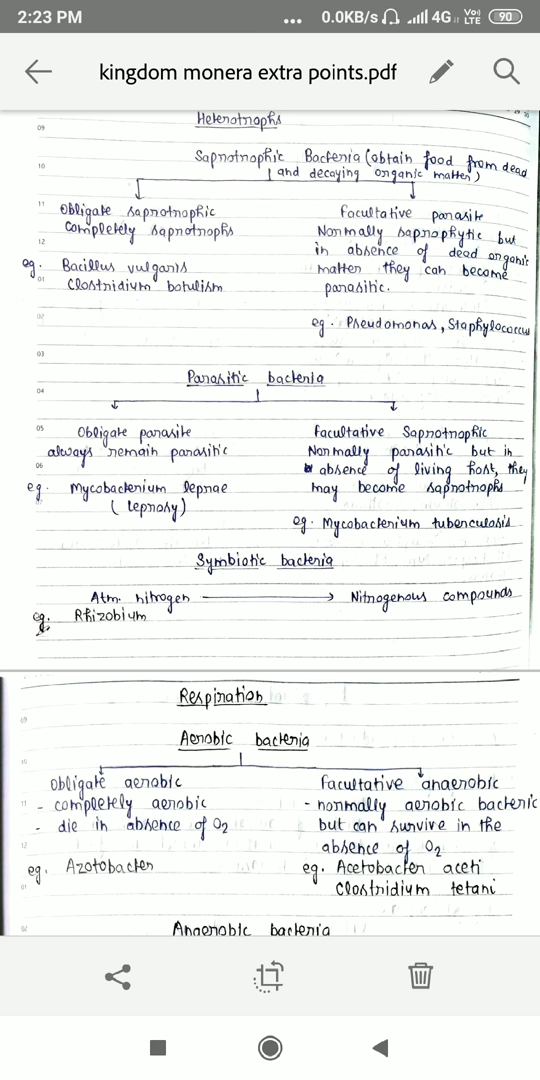 2:23 PM
... 0.0KB/s 4G Vo) LTE 90
kingdom monera extra points.pdf
Heterotrophs
Saprotrophic Bacteria (obtain food from dead
and decaying organic matter)
Obligate saprotrophic
completely saprotrophs
eg. Bacillus vulgaris
Clostridium botulism
Facultative parasite
Normally saprophytic but
in absence of dead organic
matter they can become
parasitic.
eg. Pseudomonas, Staphylococcus
Parasitic bacteria
Obligate parasite
always remain parasitic
eg. Mycobacterium leprae
(leprosy)
Facultative Saprotrophic
Normally parasitic but in
absence of living host, they
may become saprotrophs
eg. Mycobacterium tuberculosis
Symbiotic bacteria
Atm. nitrogen → Nitrogenous compounds
eg. Rhizobium
Respiration
Aerobic bacteria
Obligate aerobic
- completely aerobic
- die in absence of O2
eg. Azotobacter
Facultative anaerobic
- normally aerobic bacteric
but can survive in the
absence of O2
eg. Acetobacter aceti
Clostridium tetani
Anaerobic bacteria